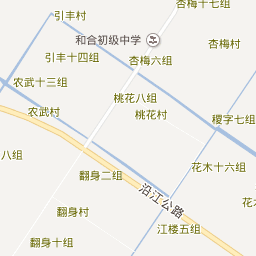 杏梅十七组
引丰村
和合初级中学
杏梅村
引丰十四组
杏梅六组
农武十三组
桃花八组
农武村
桃花村
稷字七组
八组
花木十六组
翻身二组
沿江公路
花木
翻身村
江楼五组
翻身十组